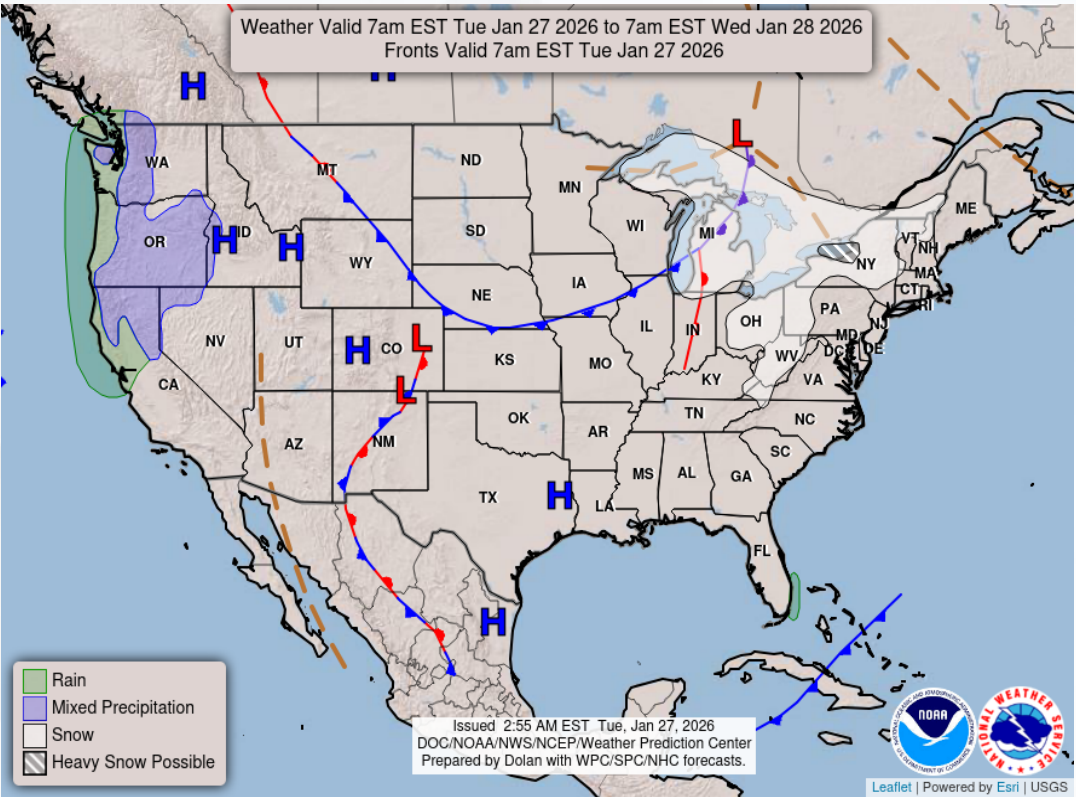 Weather Valid 7am EST Tue Jan 27 2026 to 7am EST Wed Jan 28 2026
Fronts Valid 7am EST Tue Jan 27 2026
H
H
L
WA
MT
ND
MN
ME
OR
H
ID
H
SD
WI
MI
VT
NH
WY
NY
MA
CT
RI
NE
IA
PA
NJ
NV
UT
H
CO
L
KS
MO
IL
IN
OH
MD
DE
DC
WV
CA
L
KY
VA
AZ
NM
OK
AR
TN
NC
SC
TX
H
LA
MS
AL
GA
FL
H
Rain
Mixed Precipitation
Snow
Heavy Snow Possible
Issued 2:55 AM EST Tue, Jan 27, 2026
DOC/NOAA/NWS/NCEP/Weather Prediction Center
Prepared by Dolan with WPC/SPC/NHC forecasts.
NOAA
NATIONAL WEATHER SERVICE
Leaflet | Powered by Esri | USGS